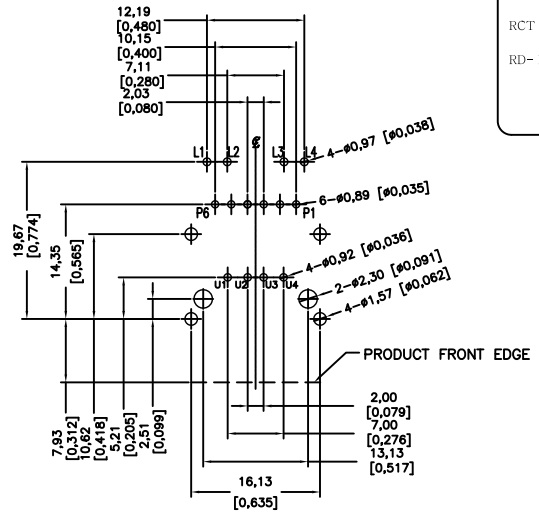 12,19
[0,480]
10,15
[0,400]
7,11
[0,280]
2,03
[0,080]
RCT
RD-
L1
L2
L3
L4
4-ø0,97 [ø0,038]
P6
P1
6-ø0,89 [ø0,035]
19,67
[0,774]
14,35
[0,565]
4-ø0,92 [ø0,036]
U1
U2
U3
U4
2-ø2,30 [ø0,091]
4-ø1,57 [ø0,062]
PRODUCT FRONT EDGE
7,93
[0,312]
10,62
[0,418]
5,21
[0,205]
2,51
[0,099]
2,00
[0,079]
7,00
[0,276]
13,13
[0,517]
16,13
[0,635]